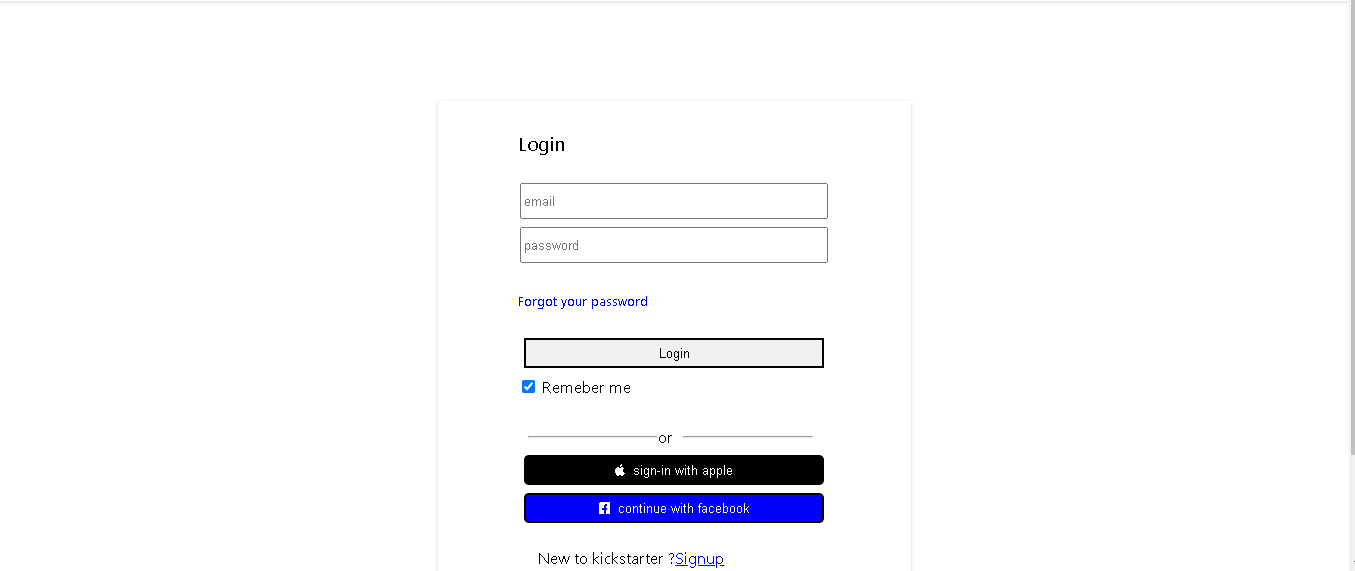 Login
email
password
Forgot your password
Login
Remeber me
or
sign-in with apple
continue with facebook
New to kickstarter ?Signup